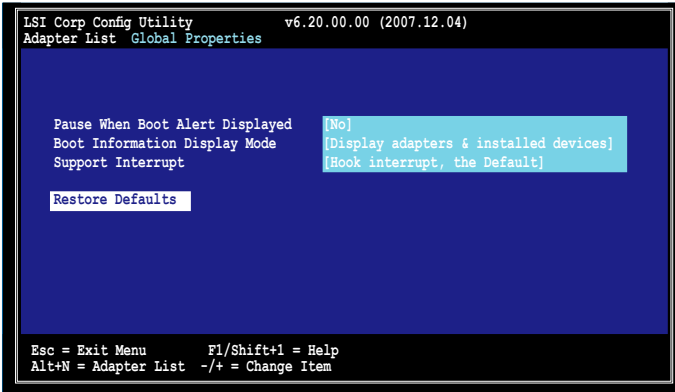 LSI Corp Config Utility v6.20.00.00 (2007.12.04)
Adapter List Global Properties
Pause When Boot Alert Displayed [No]
Boot Information Display Mode [Display adapters & installed devices]
Support Interrupt [Hook interrupt, the Default]
Restore Defaults
Esc = Exit Menu F1/Shift+1 = Help
Alt+N = Adapter List -/+ = Change Item